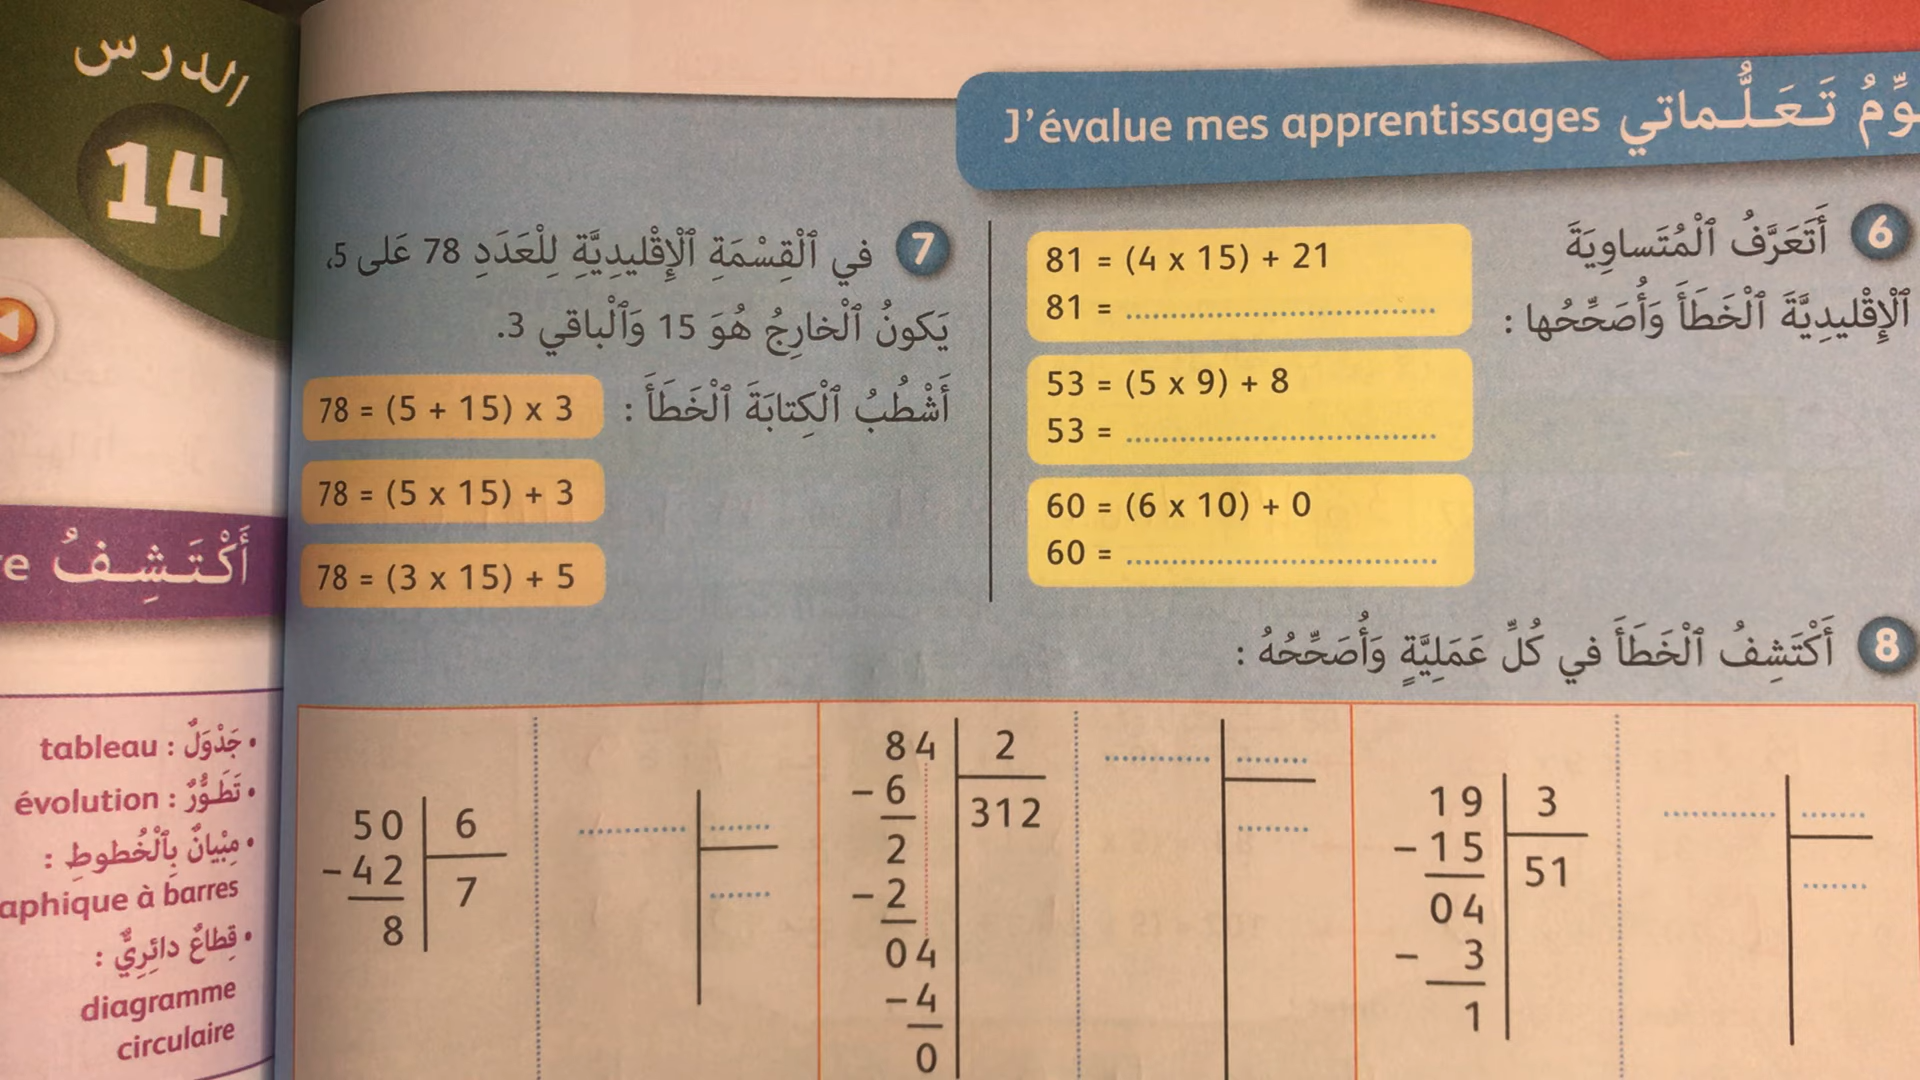 الدرس
14
J'évalue mes apprentissages تَعَلُّماتي
6 أَتَعَرَّفُ ٱلْمُتَساوِيَةَ
ٱلْإِقْليدِيَّةَ ٱلْخَطَأَ وَأُصَحِّحُها :
81 = (4 x 15) + 21
81 = ..............................
53 = (5 x 9) + 8
53 = ..............................
60 = (6 x 10) + 0
60 = ..............................
7 في ٱلْقِسْمَةِ ٱلْإِقْليدِيَّةِ لِلْعَدَدِ 78 عَلى 5،
يَكونُ ٱلْخارِجُ هُوَ 15 وَٱلْباقي 3.
أَشْطُبُ ٱلْكِتابَةَ ٱلْخَطَأَ :
78 = (5 + 15) x 3
78 = (5 x 15) + 3
78 = (3 x 15) + 5
8 أَكْتَشِفُ ٱلْخَطَأَ في كُلِّ عَمَلِيَّةٍ وَأُصَحِّحُهُ :
50 6
- 42 7
8
84 2
- 6 312
2
- 2
04
- 4
0
19 3
- 15 51
04
- 3
1
أَكْتَشِفُ
• جَدْوَلٌ : tableau
• تَطَوُّرٌ : évolution
• مِبْيانٌ بِٱلْخُطوطِ :
aphique à barres
• قِطاعٌ دائِرِيٌّ :
diagramme
circulaire